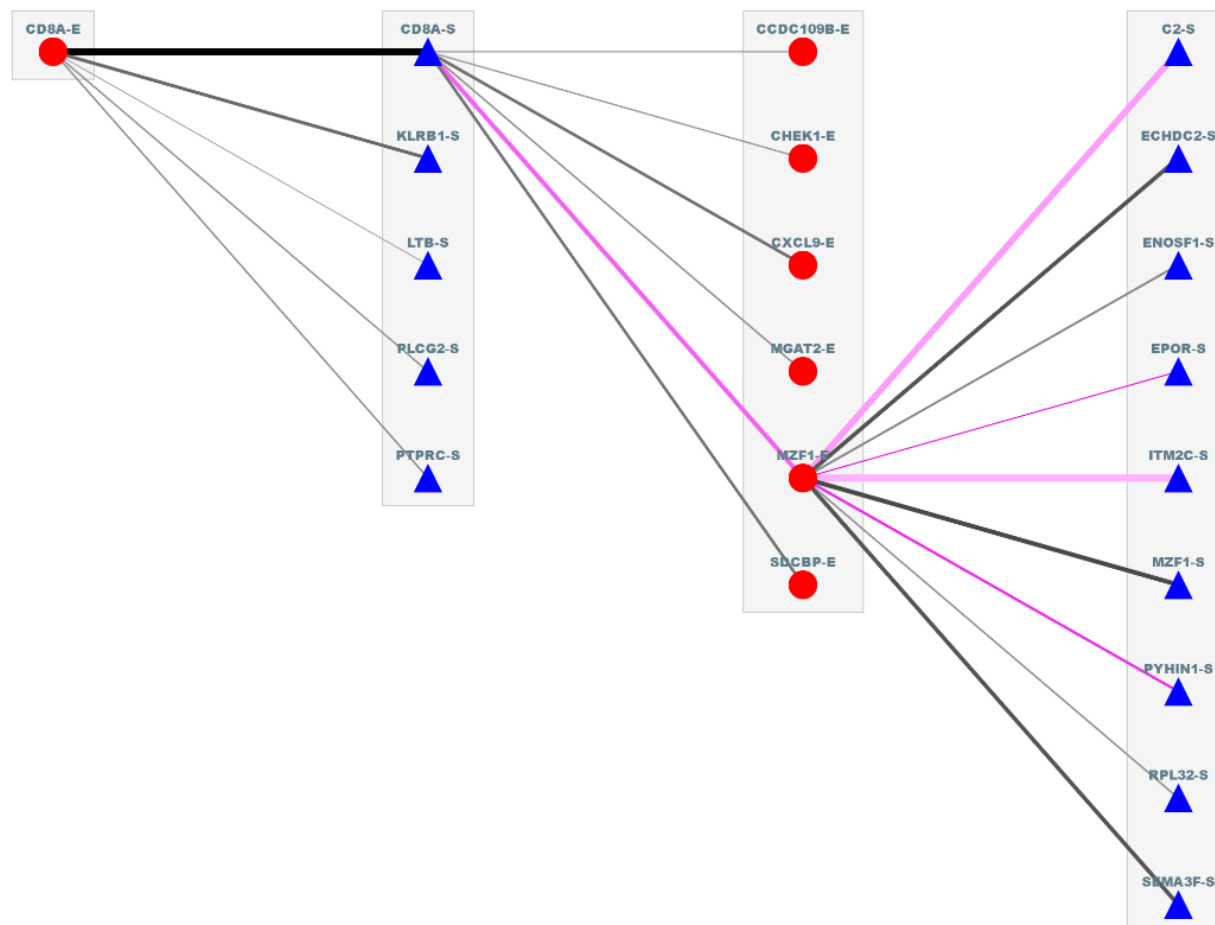 CD8A-E
CD8A-S
KLRB1-S
LTB-S
PLCG2-S
PTPRC-S
CCDC109B-E
CHEK1-E
CXCL9-E
MGAT2-E
MZF1-E
SDCBP-E
C2-S
ECHDC2-S
ENOSF1-S
EPOR-S
ITM2C-S
MZF1-S
PYHIN1-S
RPL32-S
SEMA3F-S